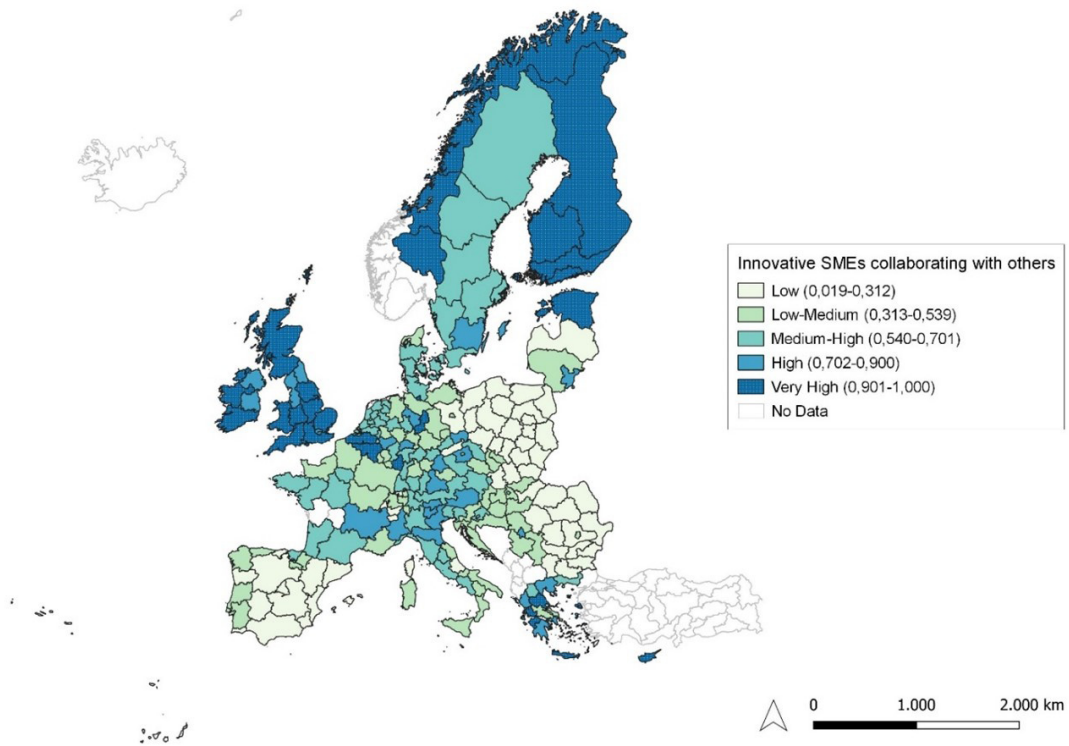 Innovative SMEs collaborating with others
Low (0,019-0,312)
Low-Medium (0,313-0,539)
Medium-High (0,540-0,701)
High (0,702-0,900)
Very High (0,901-1,000)
No Data
0 1.000 2.000 km